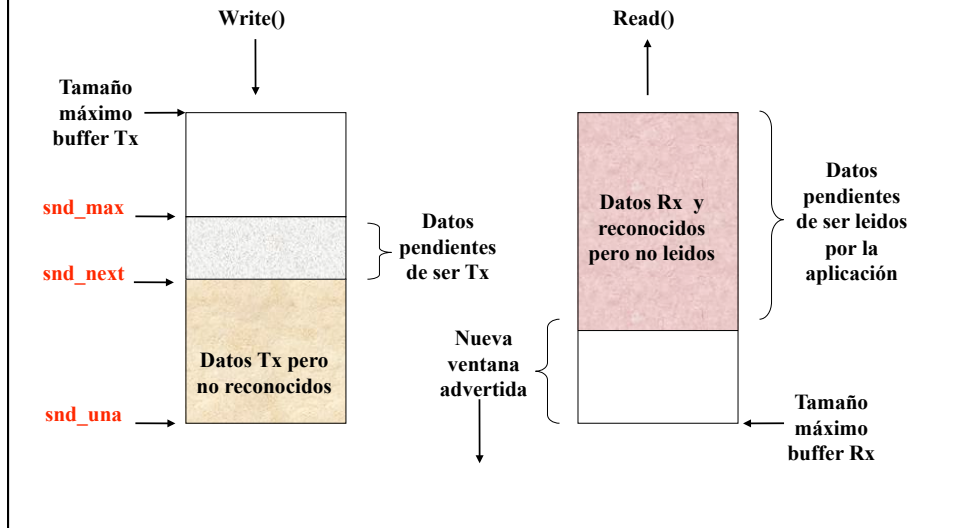 Write()
Read()
Tamaño
máximo
buffer Tx
snd_max
snd_next
snd_una
Datos
pendientes
de ser Tx
Datos Tx pero
no reconocidos
Datos Rx y
reconocidos
pero no leidos
Datos
pendientes
de ser leidos
por la
aplicación
Nueva
ventana
advertida
Tamaño
máximo
buffer Rx